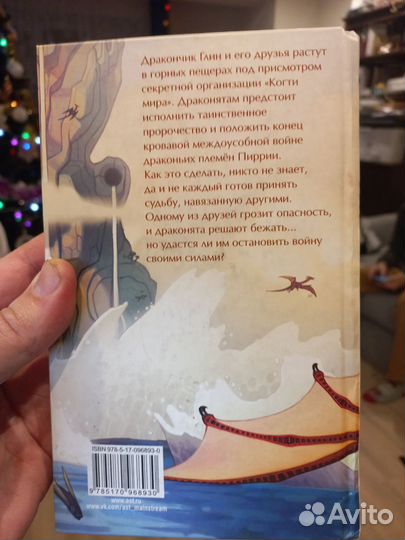 Дракончик Глин и его друзья растут
в горных пещерах под присмотром
секретной организации «Когти
мира». Драконятам предстоит
исполнить таинственное
пророчество и положить конец
кровавой междоусобной войне
драконьих племён Пиррии.
Как это сделать, никто не знает,
да и не каждый готов принять
судьбу, навязанную другими.
Одному из друзей грозит опасность,
и драконята решают бежать...
но удастся ли им остановить войну
своими силами?
ISBN 978-5-17-096893-0
9 785170 968930
www.ast.ru
www.vk.com/ast_mainstream
Avito